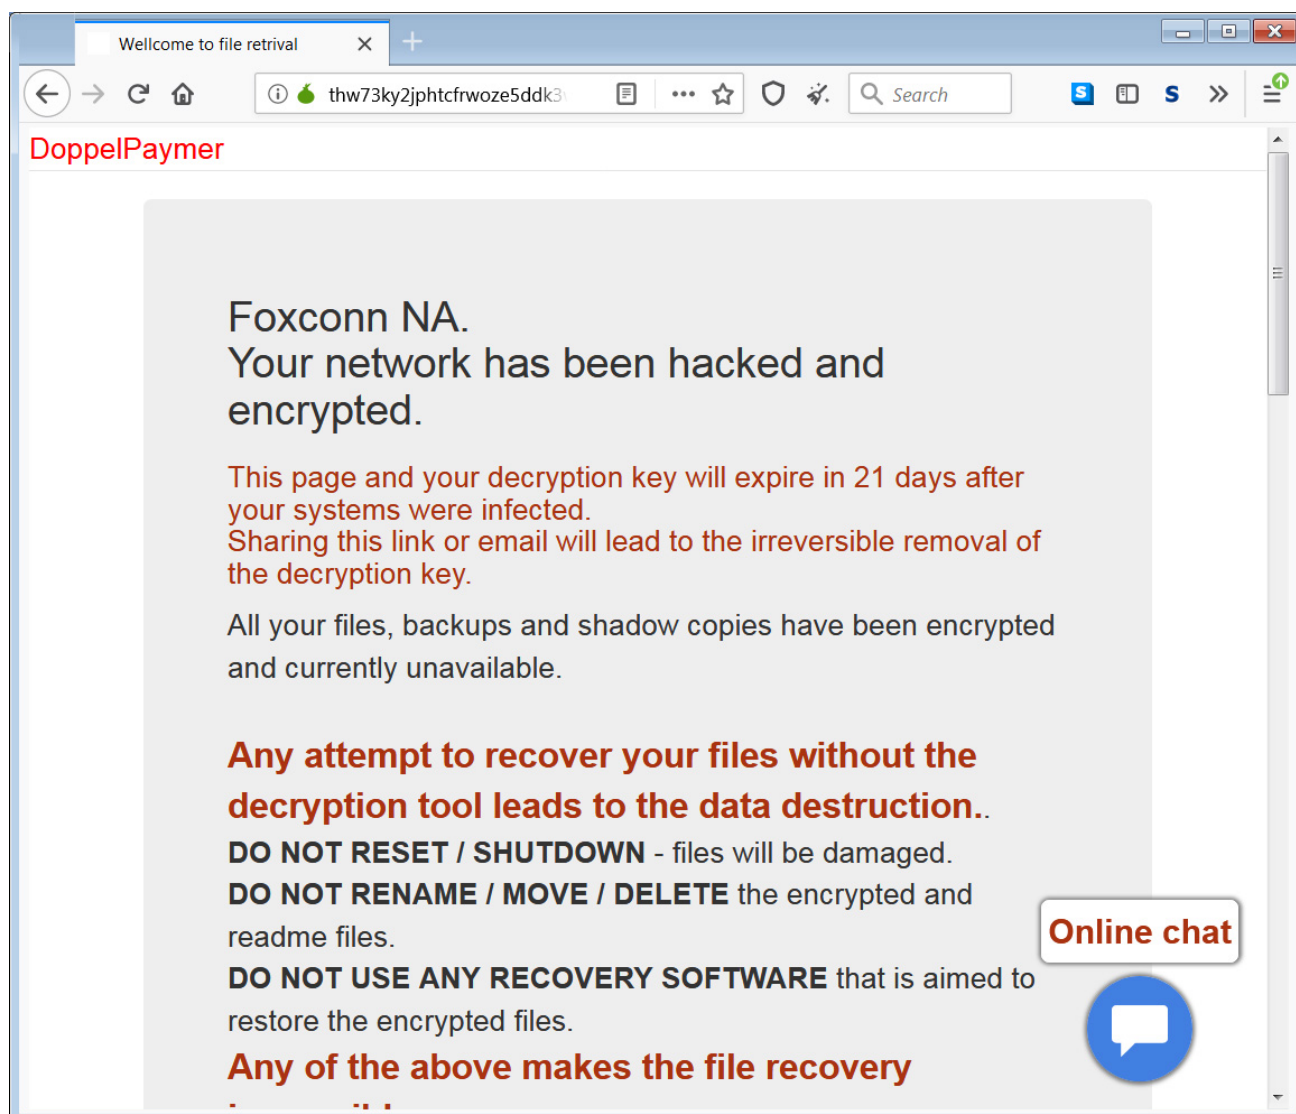 Wellcome to file retrival
thw73ky2jphtcfrwoze5ddk3
Search
S
S
DoppelPaymer
Foxconn NA.
Your network has been hacked and
encrypted.
This page and your decryption key will expire in 21 days after
your systems were infected.
Sharing this link or email will lead to the irreversible removal of
the decryption key.
All your files, backups and shadow copies have been encrypted
and currently unavailable.
Any attempt to recover your files without the
decryption tool leads to the data destruction..
DO NOT RESET / SHUTDOWN - files will be damaged.
DO NOT RENAME / MOVE / DELETE the encrypted and
readme files.
DO NOT USE ANY RECOVERY SOFTWARE that is aimed to
restore the encrypted files.
Any of the above makes the file recovery
Online chat